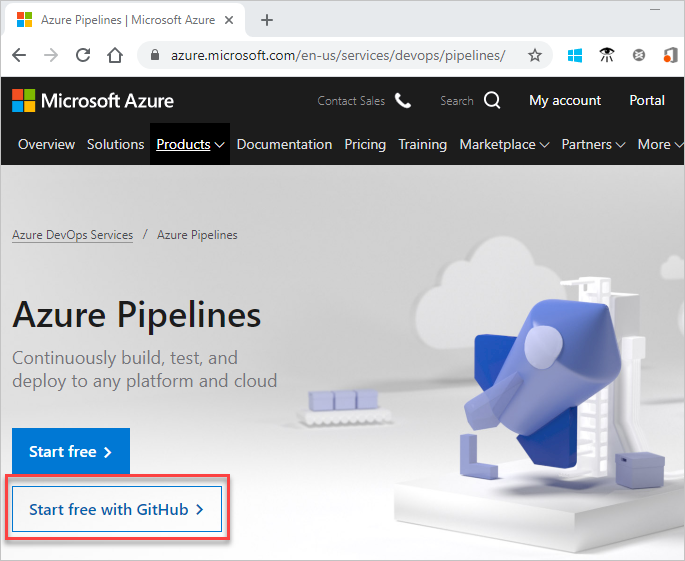 Azure Pipelines | Microsoft Azure
azure.microsoft.com/en-us/services/devops/pipelines/
Microsoft Azure
Contact Sales
Search
My account
Portal
Overview Solutions Products Documentation Pricing Training Marketplace Partners More
Azure DevOps Services / Azure Pipelines
Azure Pipelines
Continuously build, test, and
deploy to any platform and cloud
Start free
Start free with GitHub